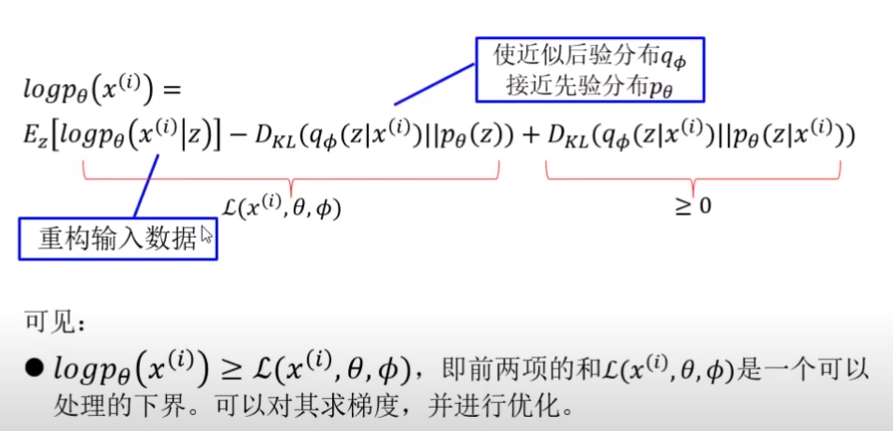 使近似后验分布qϕ
接近先验分布pθ
logpθ(x⁽ⁱ⁾) =
E_z[logpθ(x⁽ⁱ⁾|z)] − D_KL(qϕ(z|x⁽ⁱ⁾)||pθ(z)) + D_KL(qϕ(z|x⁽ⁱ⁾)||pθ(z|x⁽ⁱ⁾))
ℒ(x⁽ⁱ⁾, θ, ϕ)
≥ 0
重构输入数据
可见：
● logpθ(x⁽ⁱ⁾) ≥ ℒ(x⁽ⁱ⁾, θ, ϕ)，即前两项的和ℒ(x⁽ⁱ⁾, θ, ϕ)是一个可以
处理的下界。可以对其求梯度，并进行优化。